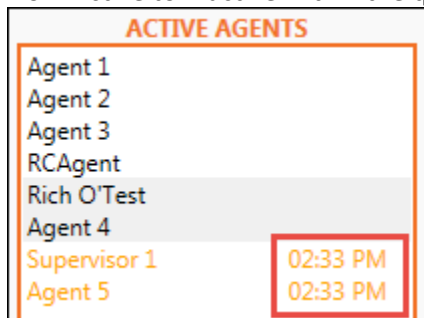 ACTIVE AGENTS
Agent 1
Agent 2
Agent 3
RCAgent
Rich O'Test
Agent 4
Supervisor 1 02:33 PM
Agent 5 02:33 PM